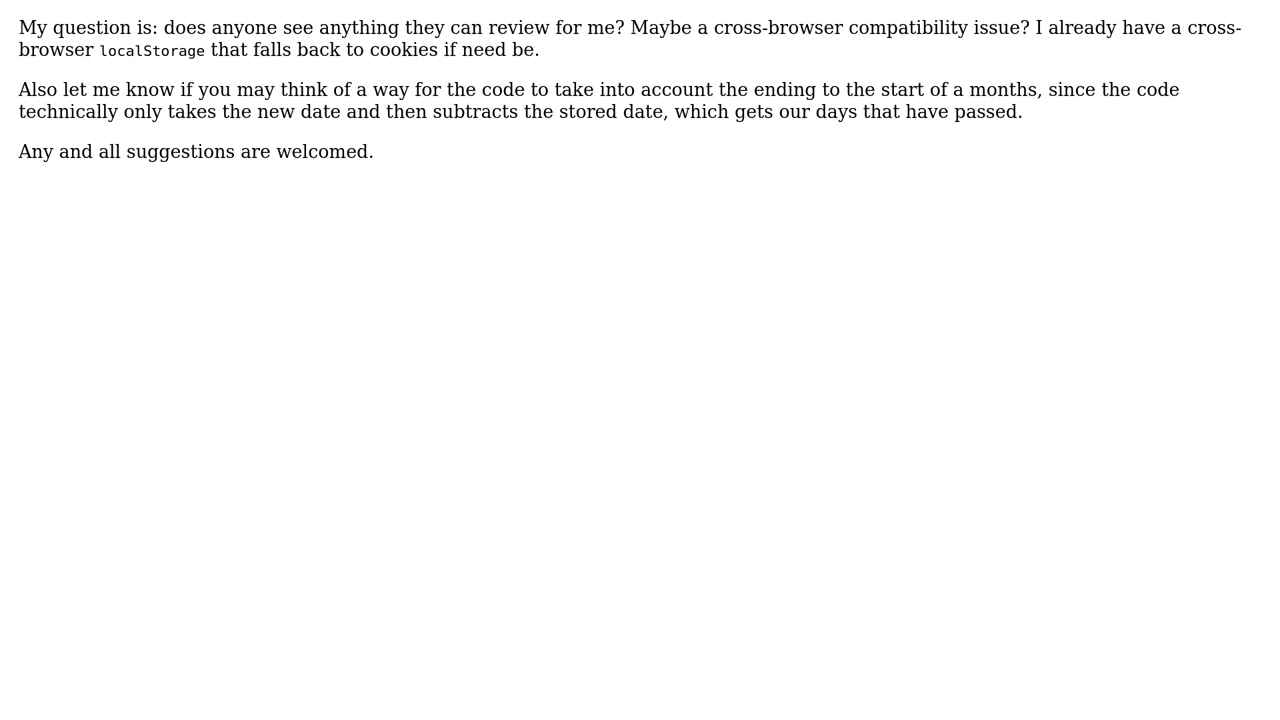 My question is: does anyone see anything they can review for me? Maybe a cross-browser compatibility issue? I already have a cross-
browser localStorage that falls back to cookies if need be.
Also let me know if you may think of a way for the code to take into account the ending to the start of a months, since the code
technically only takes the new date and then subtracts the stored date, which gets our days that have passed.
Any and all suggestions are welcomed.